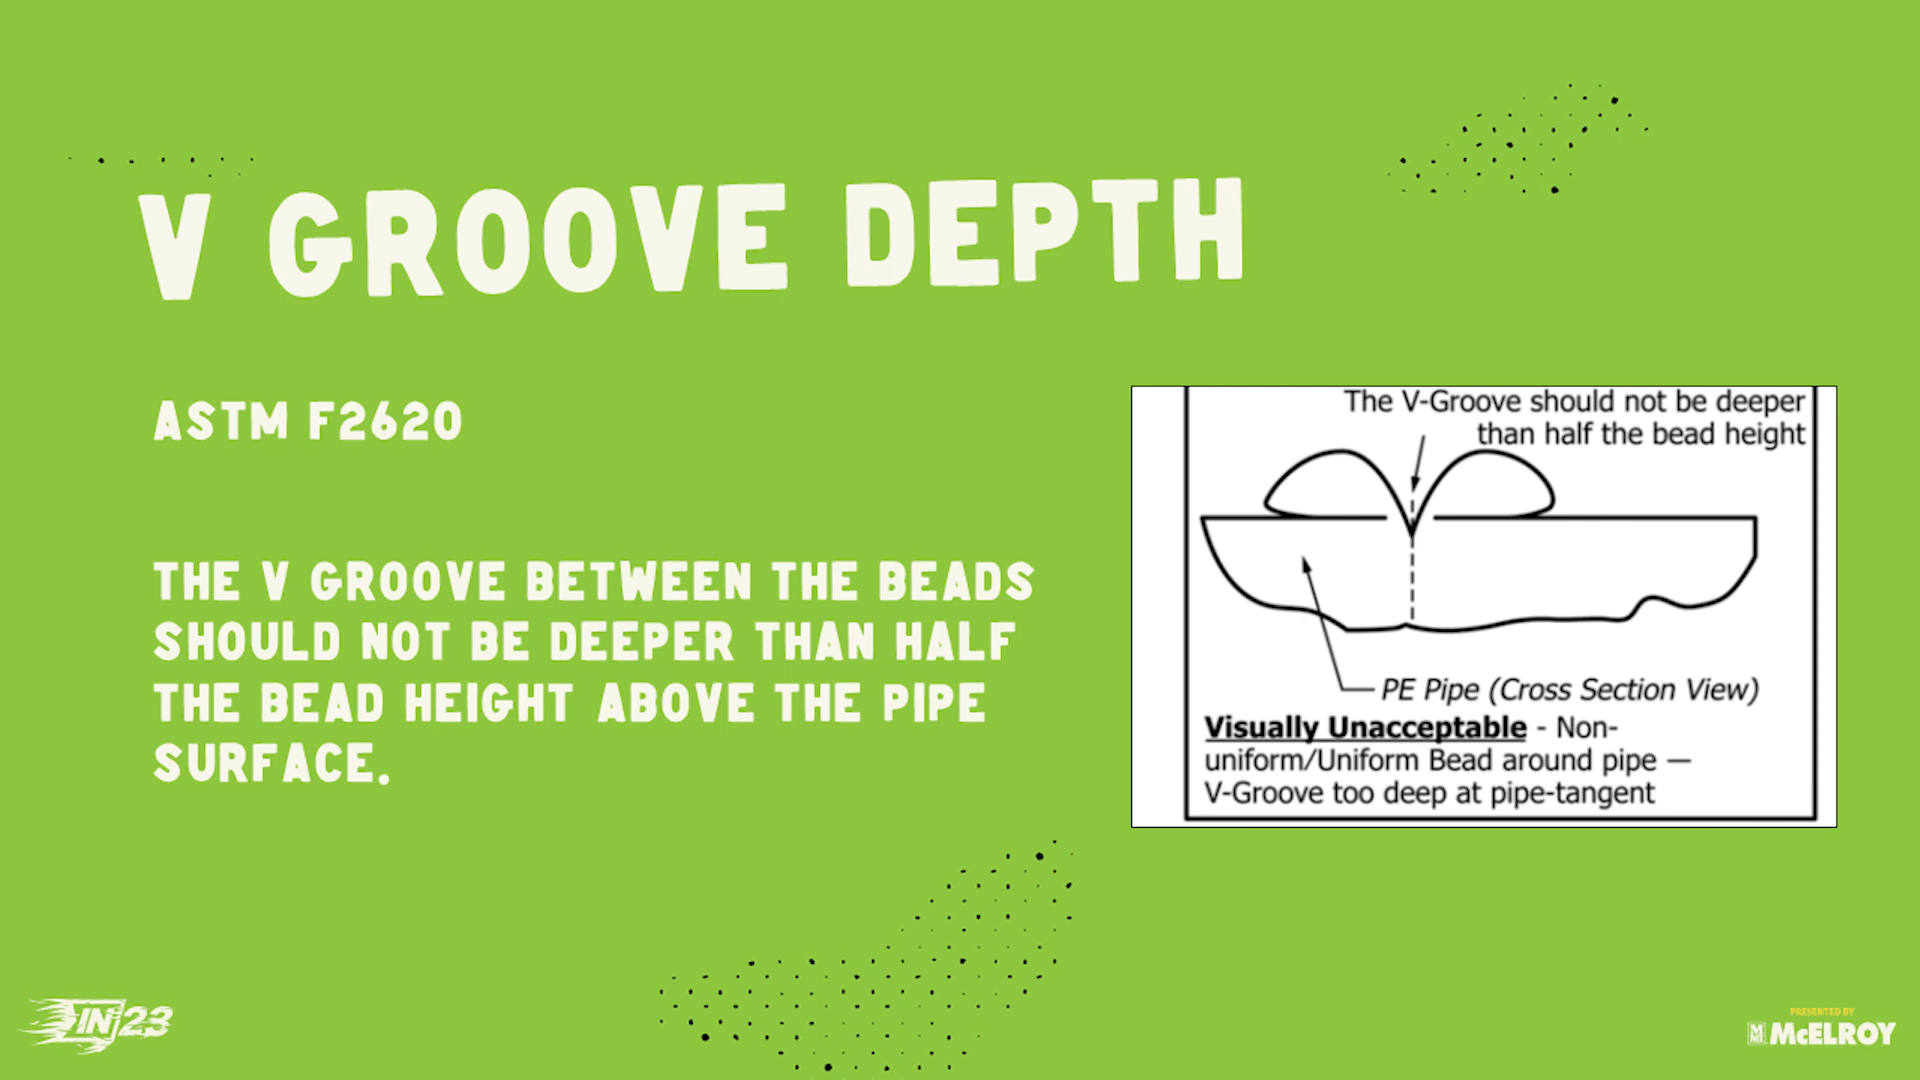 V GROOVE DEPTH
ASTM F2620
THE V GROOVE BETWEEN THE BEADS
SHOULD NOT BE DEEPER THAN HALF
THE BEAD HEIGHT ABOVE THE PIPE
SURFACE.
The V-Groove should not be deeper
than half the bead height
PE Pipe (Cross Section View)
Visually Unacceptable - Non-
uniform/Uniform Bead around pipe —
V-Groove too deep at pipe-tangent
IN23
PRESENTED BY
McELROY